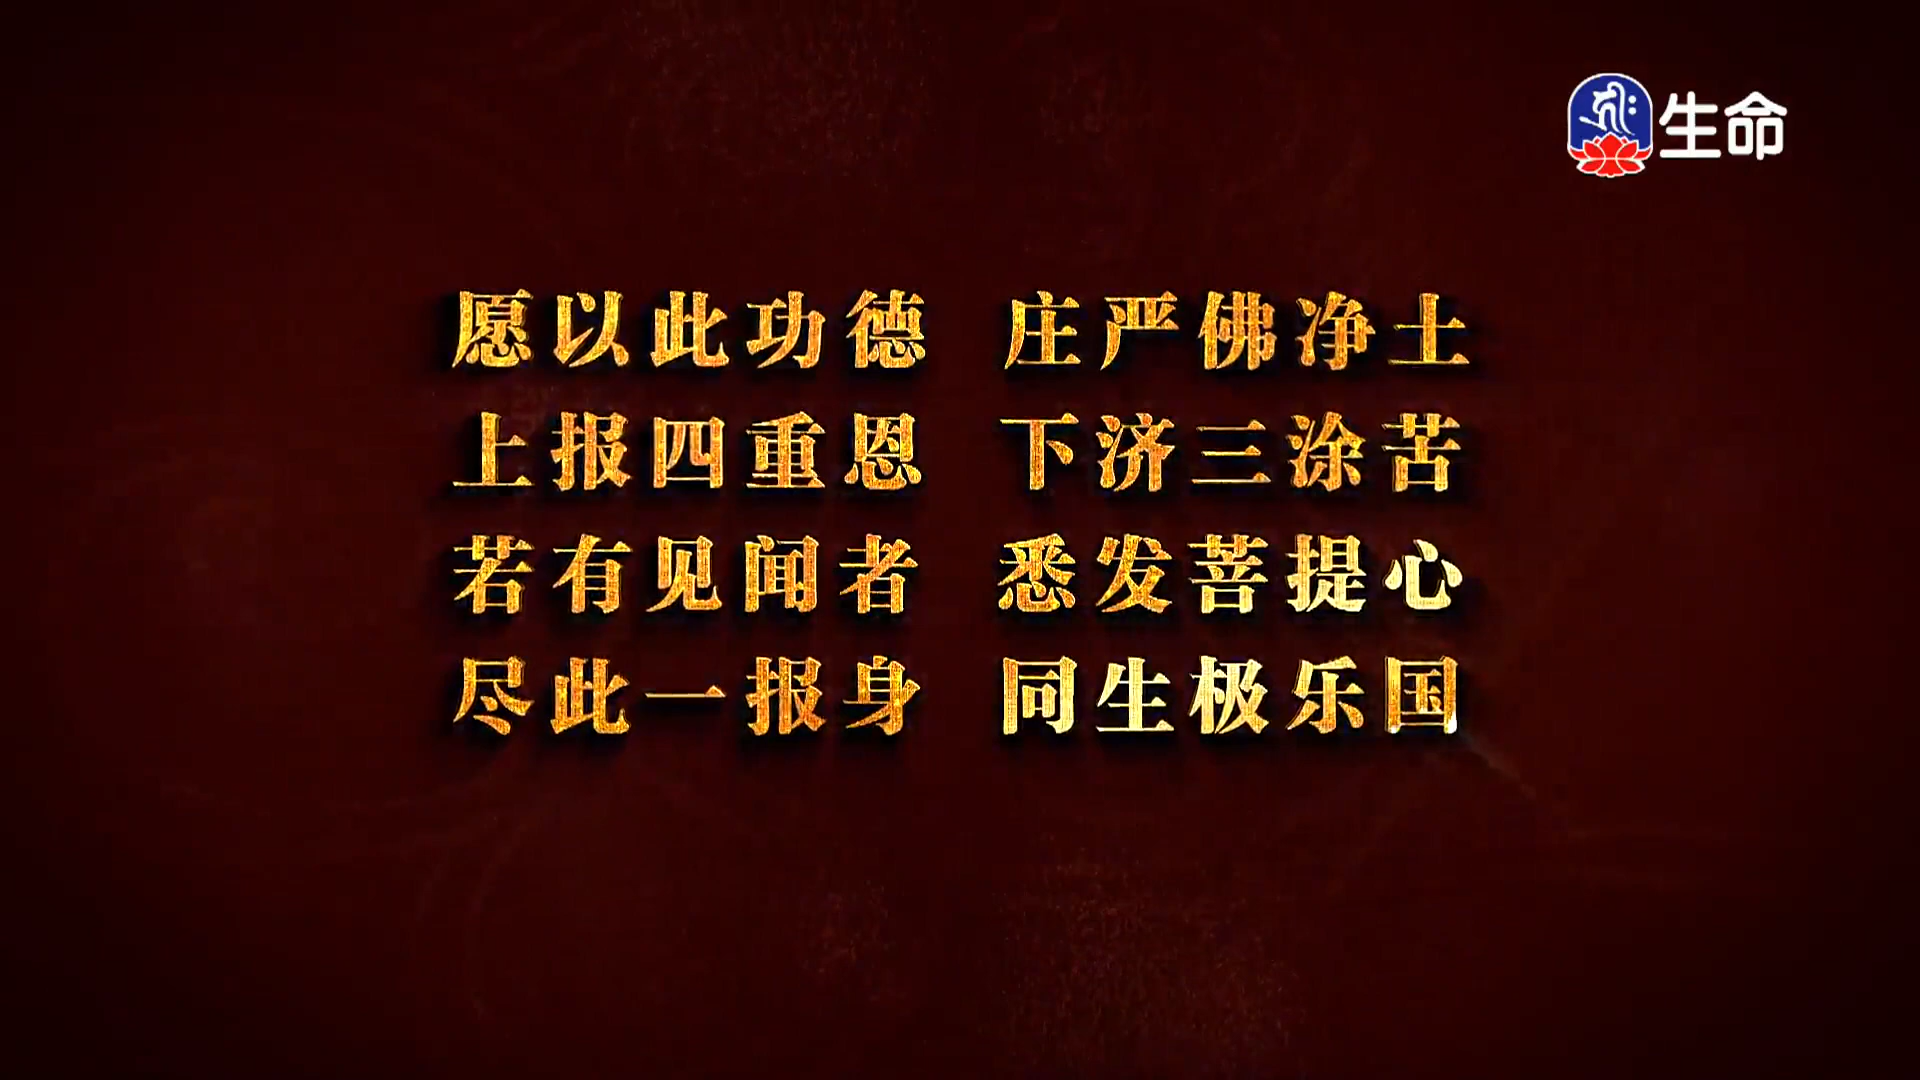 生命
愿以此功德 庄严佛净土
上报四重恩 下济三涂苦
若有见闻者 悉发菩提心
尽此一报身 同生极乐国